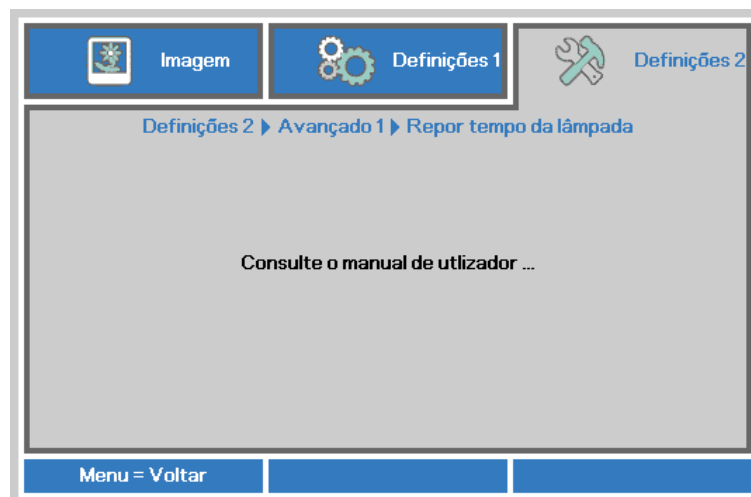 Imagem
Definições 1
Definições 2
Definições 2 Avançado 1 Repor tempo da lâmpada
Consulte o manual de utlizador ...
Menu = Voltar